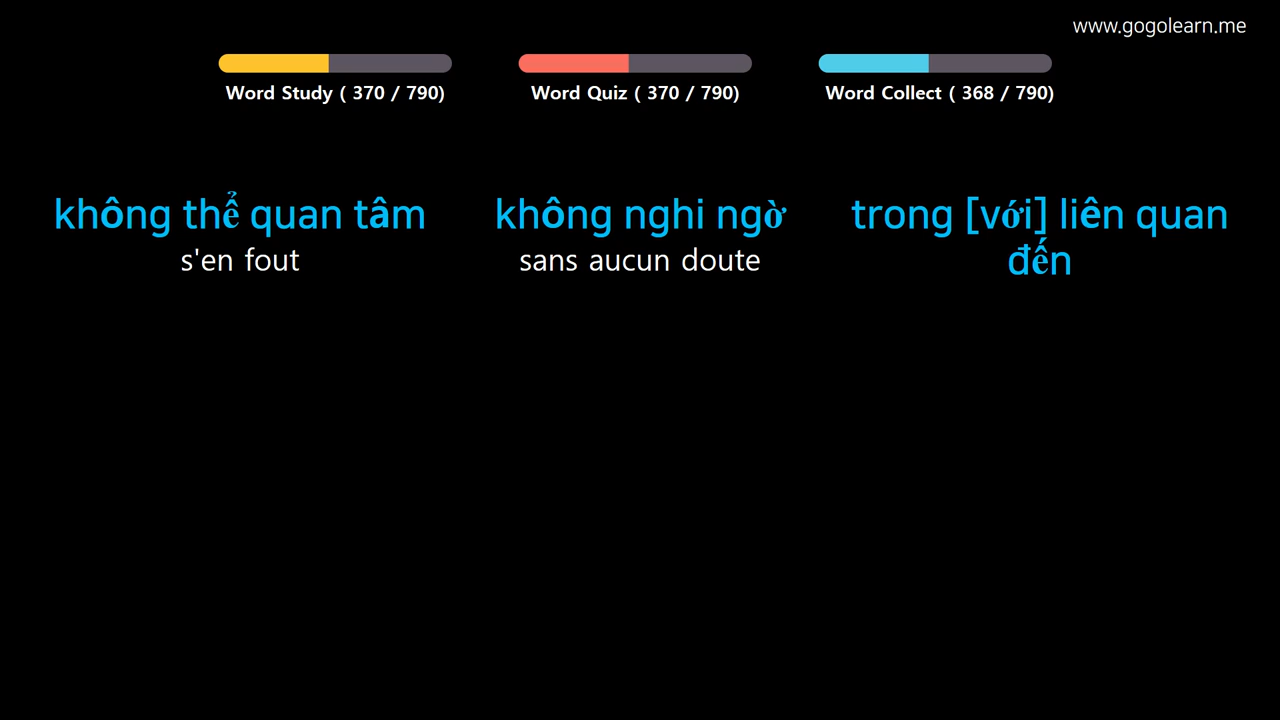 www.gogolearn.me
Word Study ( 370 / 790)
Word Quiz ( 370 / 790)
Word Collect ( 368 / 790)
không thể quan tâm
s'en fout
không nghi ngờ
sans aucun doute
trong [với] liên quan
đến